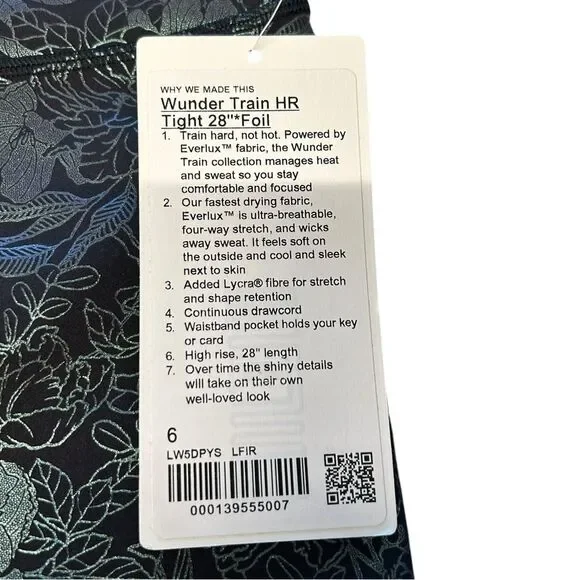 WHY WE MADE THIS
Wunder Train HR
Tight 28"*Foil
1. Train hard, not hot. Powered by
Everlux™ fabric, the Wunder
Train collection manages heat
and sweat so you stay
comfortable and focused
2. Our fastest drying fabric,
Everlux™ is ultra-breathable,
four-way stretch, and wicks
away sweat. It feels soft on
the outside and cool and sleek
next to skin
3. Added Lycra® fibre for stretch
and shape retention
4. Continuous drawcord
5. Waistband pocket holds your key
or card
6. High rise, 28" length
7. Over time the shiny details
will take on their own
well-loved look
6
LW5DPYS LFIR
000139555007